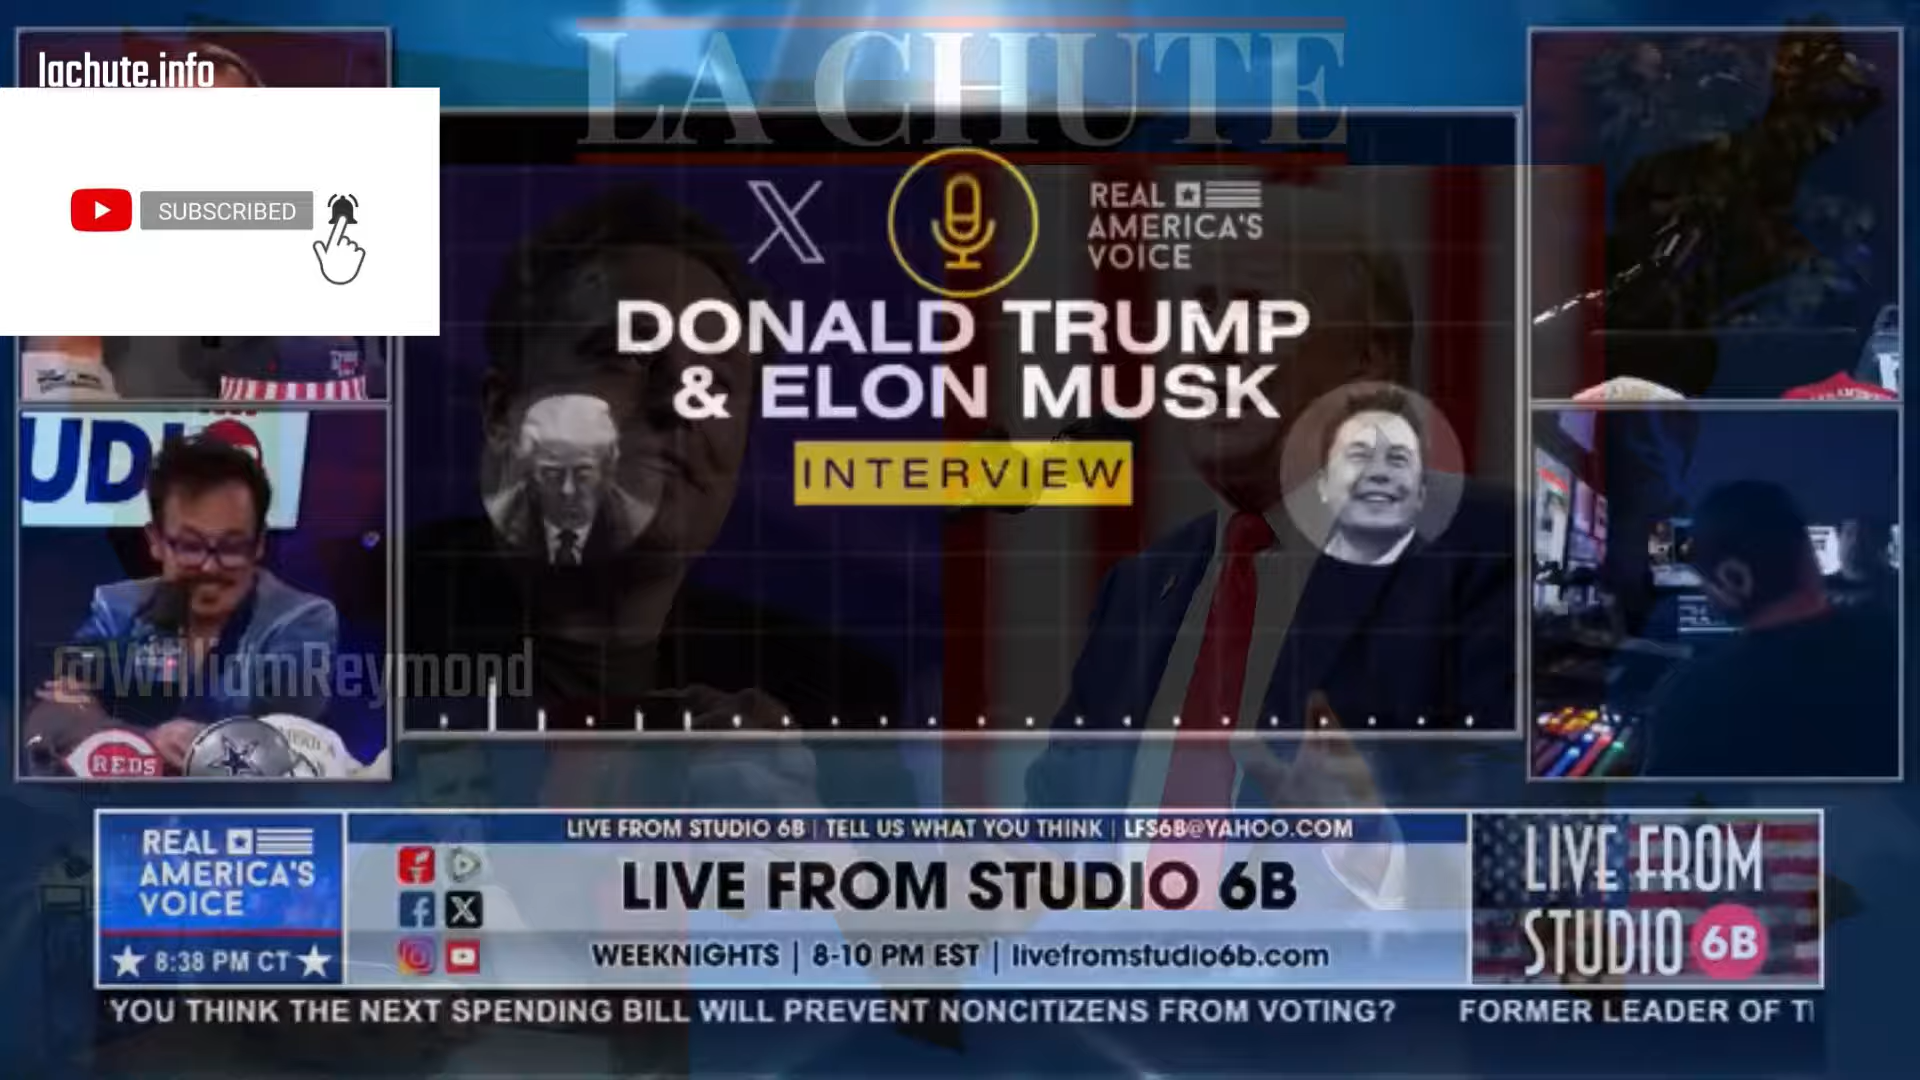 LA CHUTE
lachute.info
SUBSCRIBED
REAL
AMERICA'S
VOICE
DONALD TRUMP
& ELON MUSK
INTERVIEW
UDIO
@WilliamReymond
REDS
LIVE FROM STUDIO 6B | TELL US WHAT YOU THINK | LFS6B@YAHOO.COM
REAL
AMERICA'S
VOICE
8:38 PM CT
LIVE FROM STUDIO 6B
WEEKNIGHTS | 8-10 PM EST | livefromstudio6b.com
LIVE FROM
STUDIO 6B
YOU THINK THE NEXT SPENDING BILL WILL PREVENT NONCITIZENS FROM VOTING? FORMER LEADER OF T